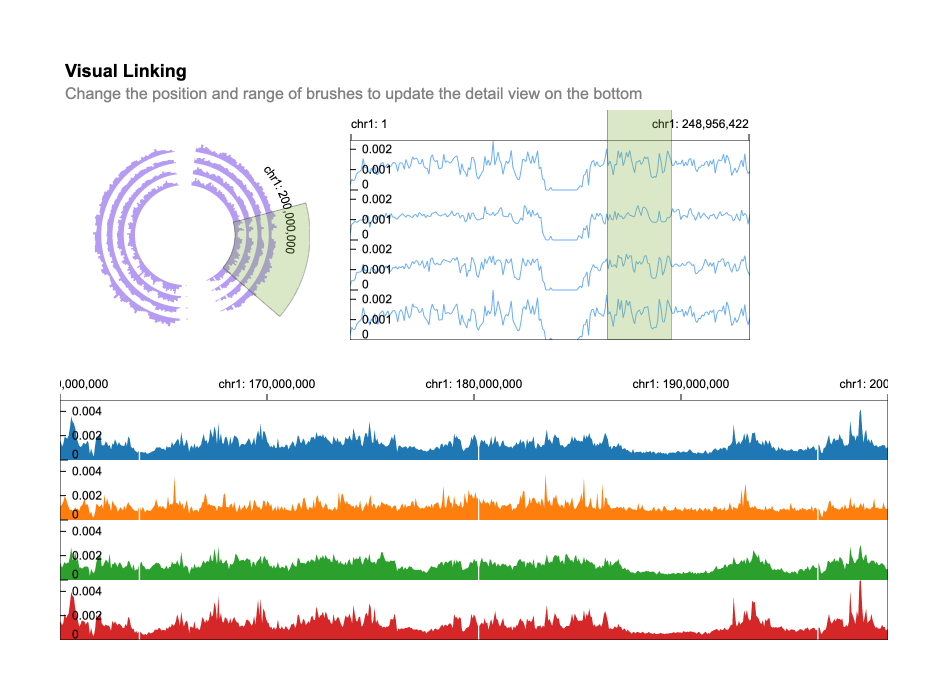 Visual Linking
Change the position and range of brushes to update the detail view on the bottom
chr1: 200,000,000
chr1: 1
chr1: 248,956,422
0.002
0.001
0
0.002
0.001
0
0.002
0.001
0
0.002
0.001
0
0,000,000
chr1: 170,000,000
chr1: 180,000,000
chr1: 190,000,000
chr1: 200
0.004
0.002
0
0.004
0.002
0
0.004
0.002
0
0.004
0.002
0